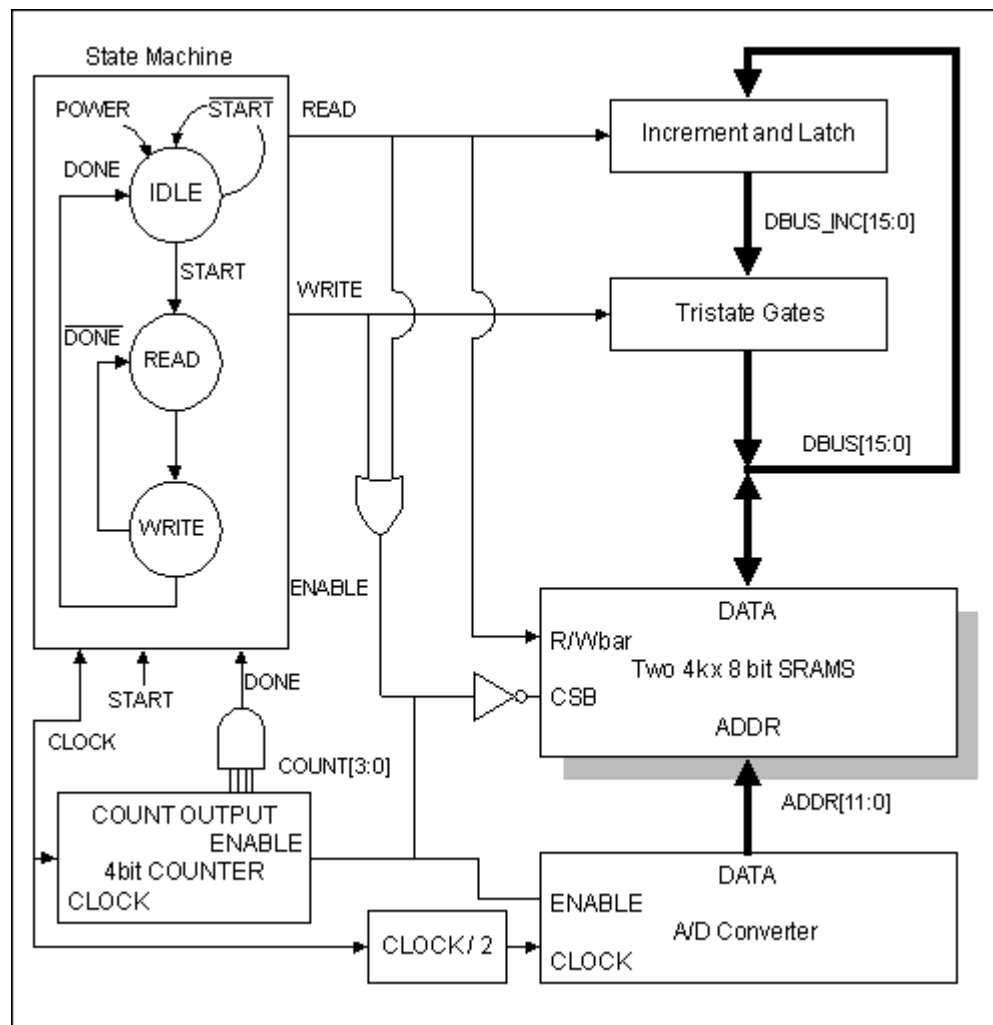 State Machine
POWER
START
READ
Increment and Latch
DONE
IDLE
DBUS_INC[15:0]
START
WRITE
Tristate Gates
DONE
READ
DBUS[15:0]
WRITE
ENABLE
DATA
R/Wbar
Two 4k x 8 bit SRAMS
DONE
START
CSB
ADDR
CLOCK
COUNT[3:0]
ADDR[11:0]
COUNT OUTPUT
ENABLE
4bit COUNTER
CLOCK
DATA
ENABLE
A/D Converter
CLOCK / 2
CLOCK